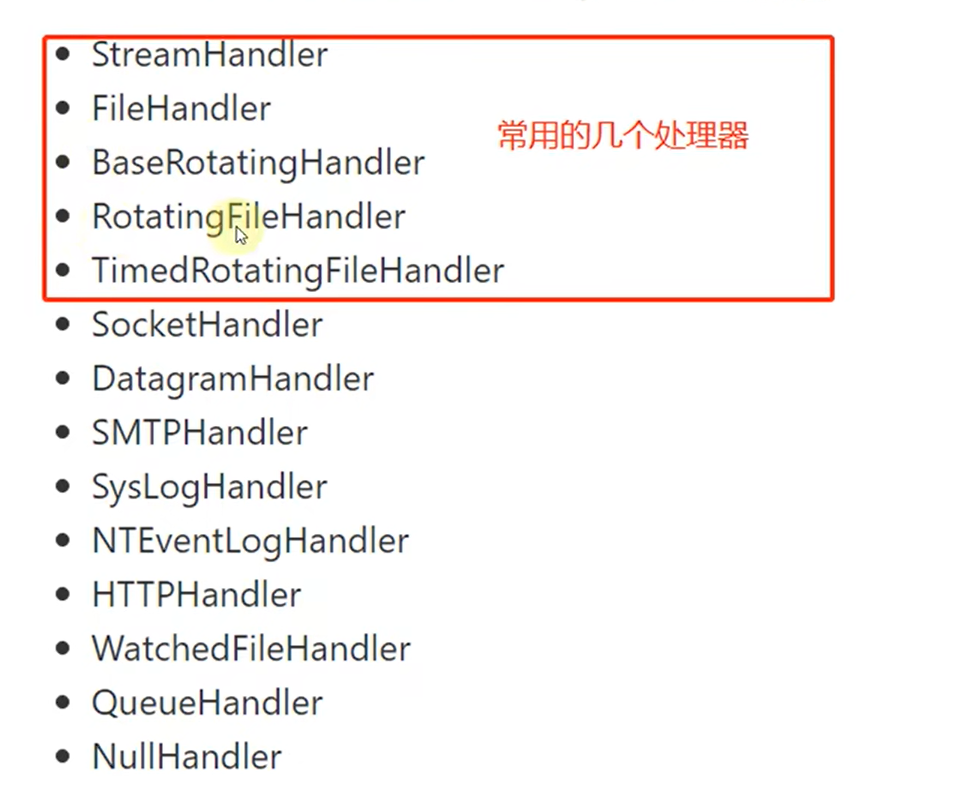 StreamHandler
FileHandler
常用的几个处理器
BaseRotatingHandler
RotatingFileHandler
TimedRotatingFileHandler
SocketHandler
DatagramHandler
SMTPHandler
SysLogHandler
NTEventLogHandler
HTTPHandler
WatchedFileHandler
QueueHandler
NullHandler